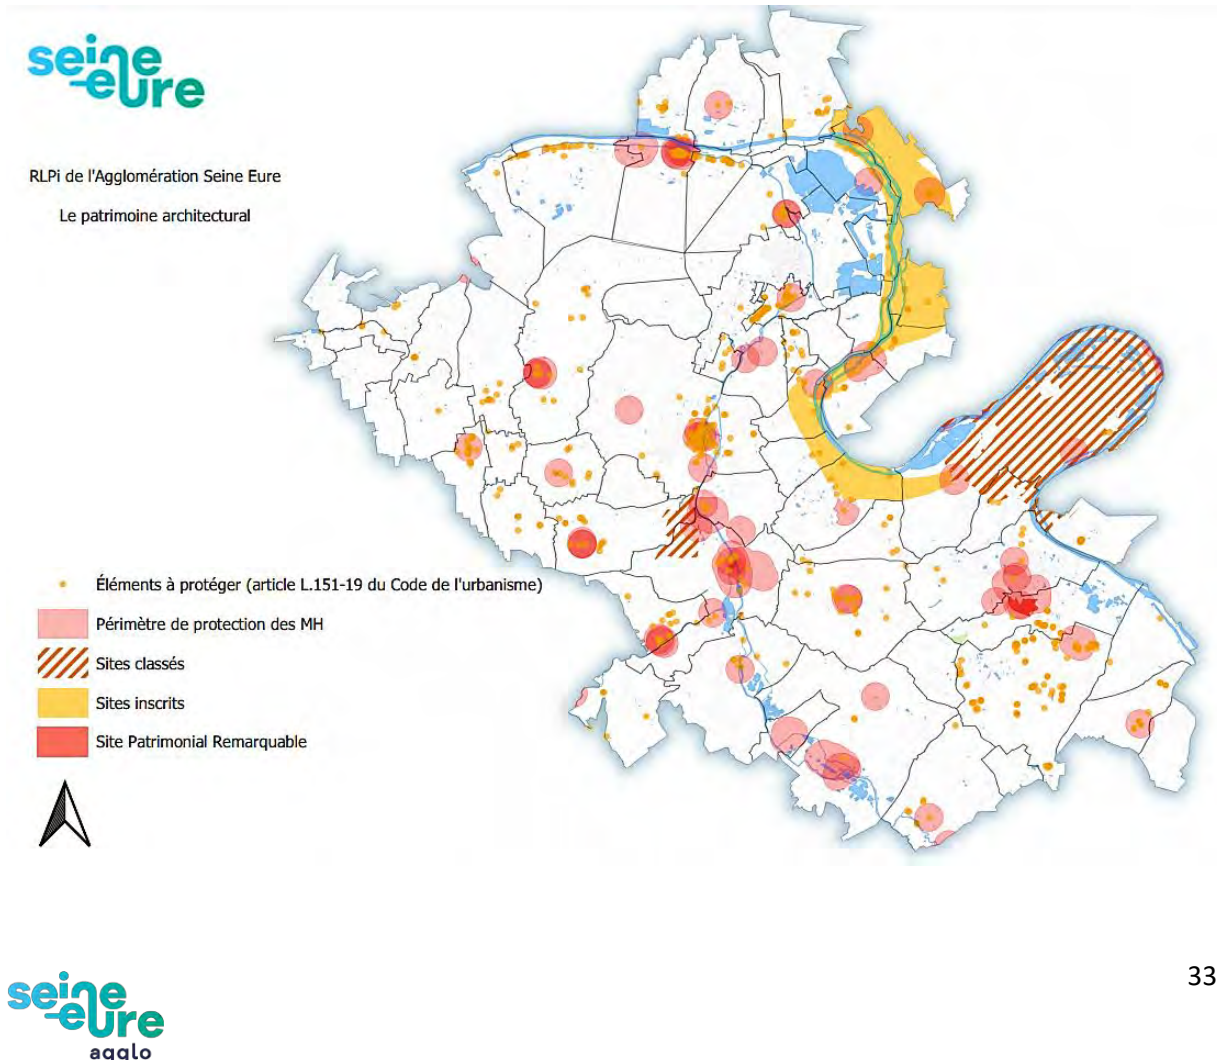 seine
eure
RLPi de l'Agglomération Seine Eure
Le patrimoine architectural
Éléments à protéger (article L.151-19 du Code de l'urbanisme)
Périmètre de protection des MH
Sites classés
Sites inscrits
Site Patrimonial Remarquable
33
seine
eure
agglo